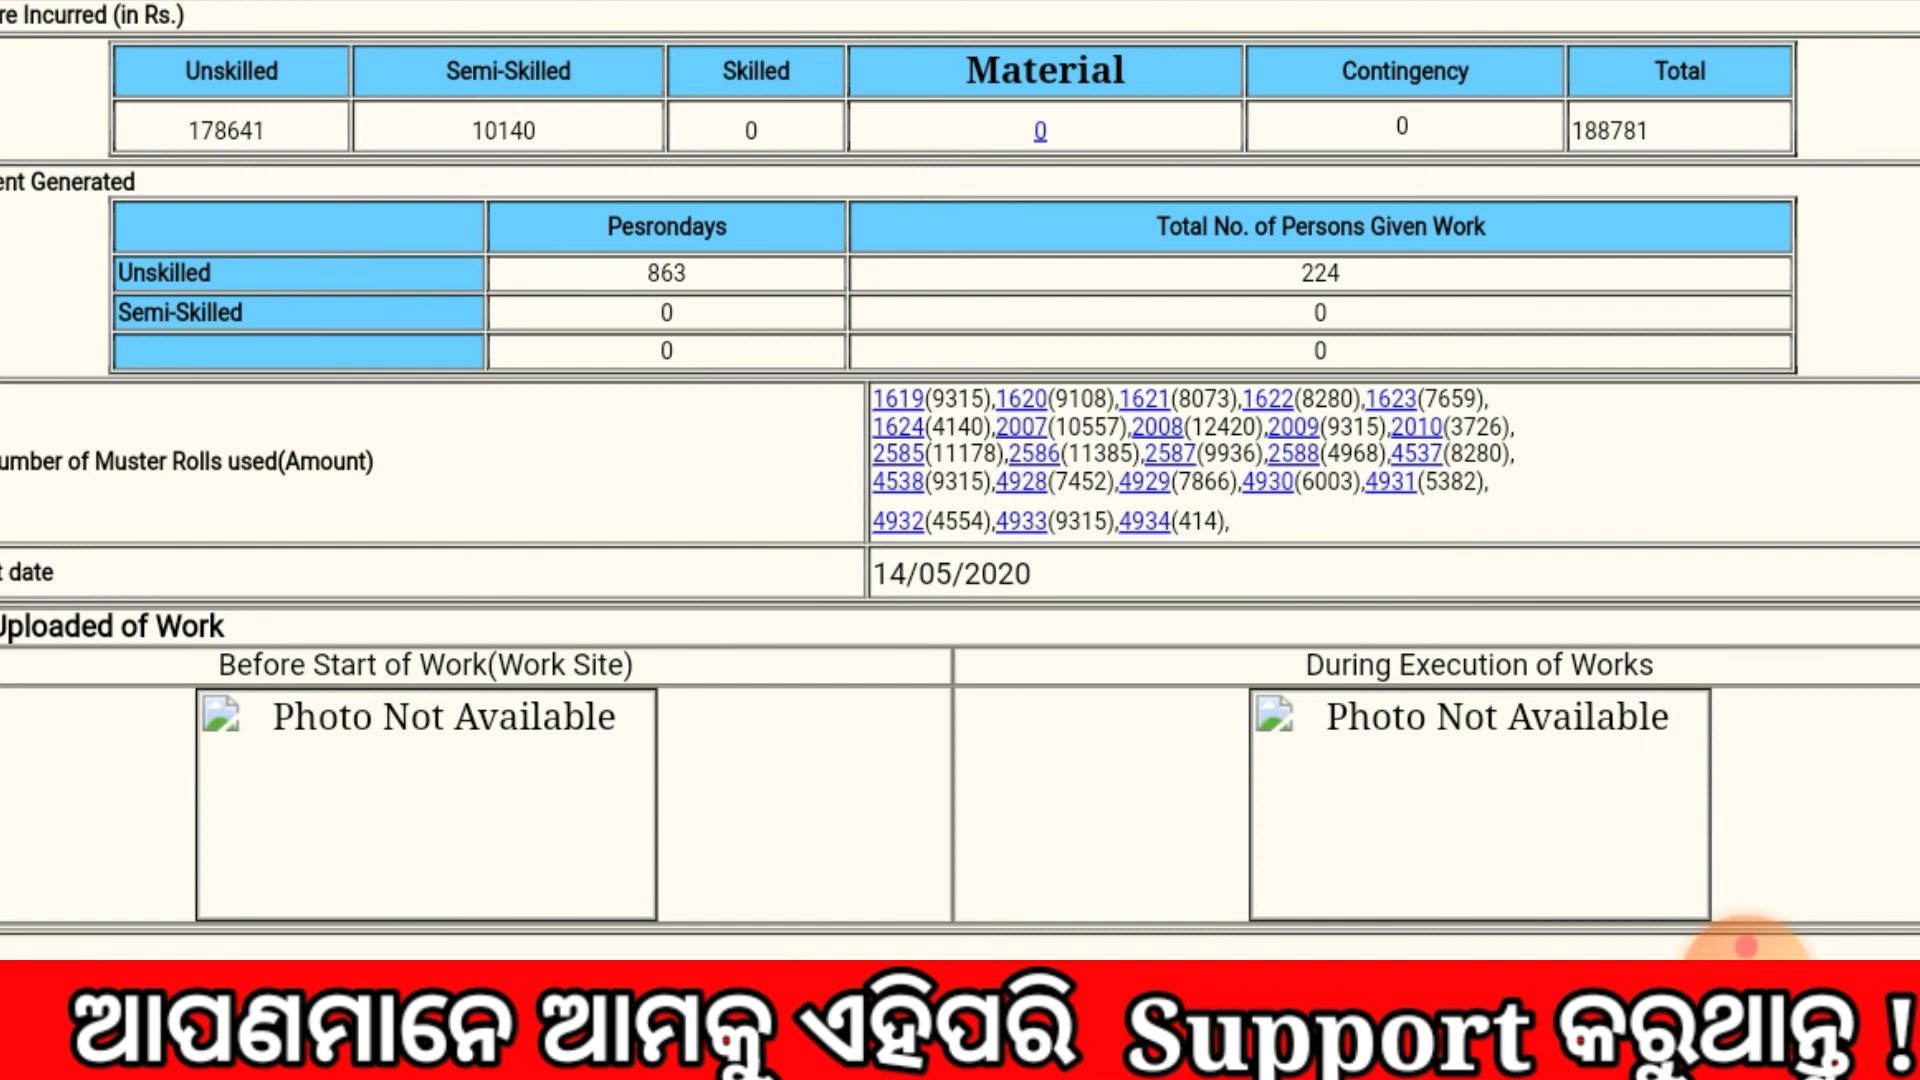 re Incurred (in Rs.)
Unskilled Semi-Skilled Skilled Material Contingency Total
178641 10140 0 0 0 188781
ent Generated
Pesrondays Total No. of Persons Given Work
Unskilled 863 224
Semi-Skilled 0 0
0 0
umber of Muster Rolls used(Amount)
1619(9315),1620(9108),1621(8073),1622(8280),1623(7659),
1624(4140),2007(10557),2008(12420),2009(9315),2010(3726),
2585(11178),2586(11385),2587(9936),2588(4968),4537(8280),
4538(9315),4928(7452),4929(7866),4930(6003),4931(5382),
4932(4554),4933(9315),4934(414),
t date 14/05/2020
Uploaded of Work
Before Start of Work(Work Site) During Execution of Works
Photo Not Available Photo Not Available
ଆପଣମାନେ ଆମକୁ ଏହିପରି Support କରୁଥାନ୍ତୁ !